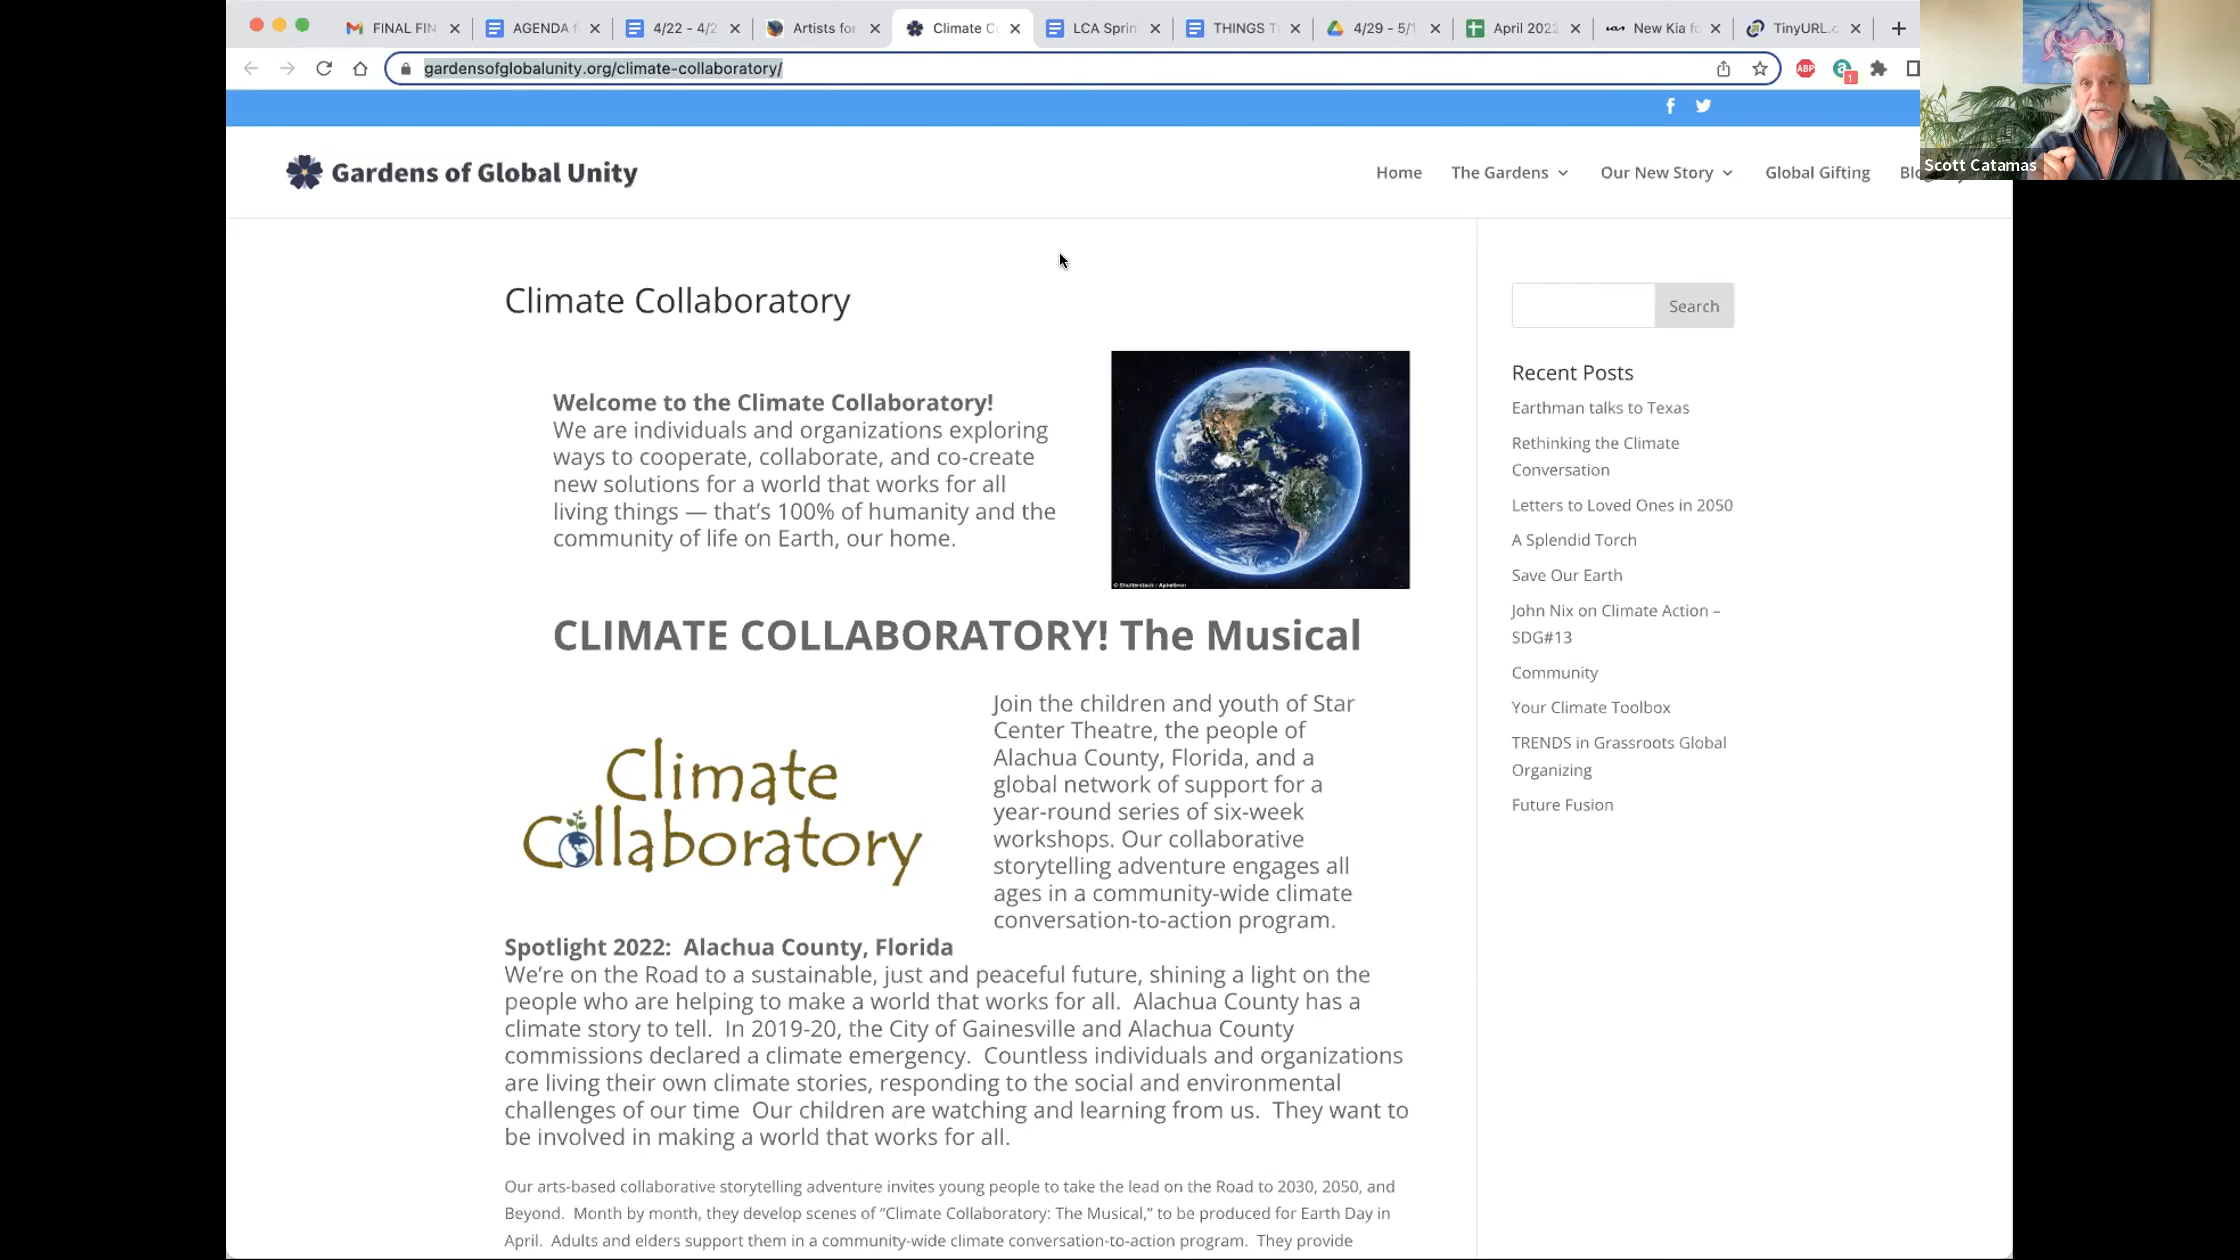 FINAL FIN
AGENDA f
4/22 - 4/2
Artists for
Climate C
LCA Sprin
THINGS T
4/29 - 5/1
April 2022
New Kia fo
TinyURL.c
gardensofglobalunity.org/climate-collaboratory/
ABP
1
Scott Catamas
Gardens of Global Unity
Home
The Gardens
Our New Story
Global Gifting
Climate Collaboratory
Welcome to the Climate Collaboratory!
We are individuals and organizations exploring
ways to cooperate, collaborate, and co-create
new solutions for a world that works for all
living things — that's 100% of humanity and the
community of life on Earth, our home.
© Shutterstock / Aphelleon
CLIMATE COLLABORATORY! The Musical
Climate
Collaboratory
Join the children and youth of Star
Center Theatre, the people of
Alachua County, Florida, and a
global network of support for a
year-round series of six-week
workshops. Our collaborative
storytelling adventure engages all
ages in a community-wide climate
conversation-to-action program.
Spotlight 2022:  Alachua County, Florida
We're on the Road to a sustainable, just and peaceful future, shining a light on the
people who are helping to make a world that works for all.  Alachua County has a
climate story to tell.  In 2019-20, the City of Gainesville and Alachua County
commissions declared a climate emergency.  Countless individuals and organizations
are living their own climate stories, responding to the social and environmental
challenges of our time  Our children are watching and learning from us.  They want to
be involved in making a world that works for all.
Our arts-based collaborative storytelling adventure invites young people to take the lead on the Road to 2030, 2050, and
Beyond.  Month by month, they develop scenes of "Climate Collaboratory: The Musical," to be produced for Earth Day in
April.  Adults and elders support them in a community-wide climate conversation-to-action program.  They provide
Search
Recent Posts
Earthman talks to Texas
Rethinking the Climate
Conversation
Letters to Loved Ones in 2050
A Splendid Torch
Save Our Earth
John Nix on Climate Action –
SDG#13
Community
Your Climate Toolbox
TRENDS in Grassroots Global
Organizing
Future Fusion